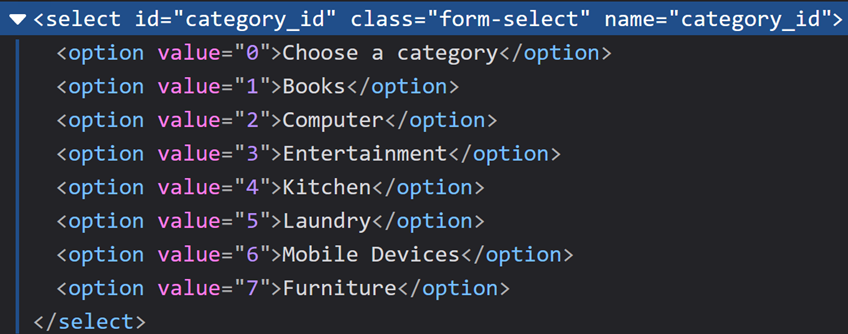 <select id="category_id" class="form-select" name="category_id">
<option value="0">Choose a category</option>
<option value="1">Books</option>
<option value="2">Computer</option>
<option value="3">Entertainment</option>
<option value="4">Kitchen</option>
<option value="5">Laundry</option>
<option value="6">Mobile Devices</option>
<option value="7">Furniture</option>
</select>